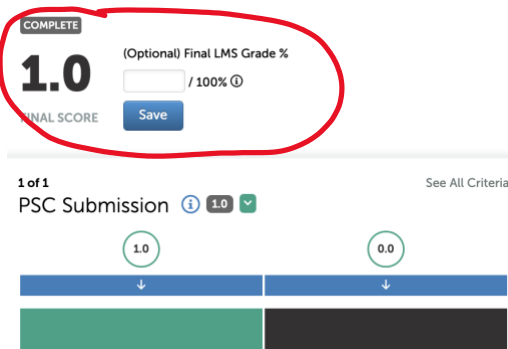 COMPLETE
1.0
FINAL SCORE
(Optional) Final LMS Grade %
/ 100%
Save
1 of 1
See All Criteria
PSC Submission 1.0
1.0
0.0